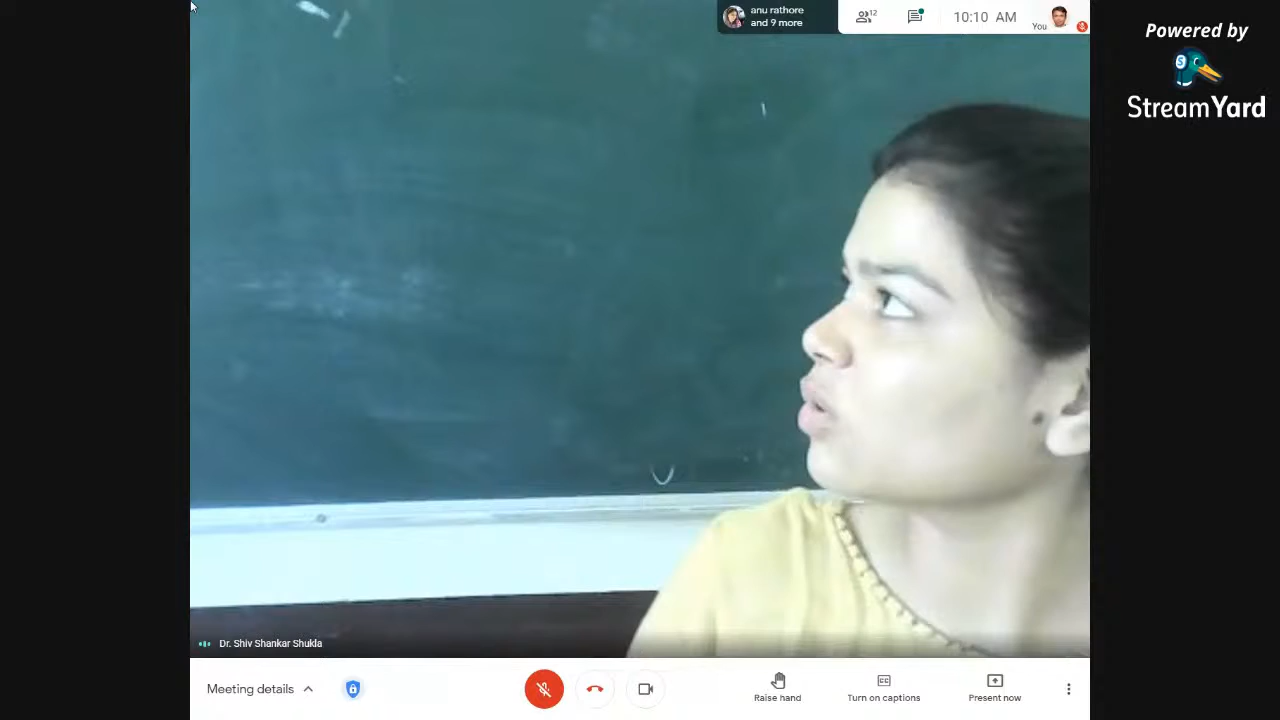 anu rathore
and 9 more
12
10:10 AM
You
Powered by
S
StreamYard
Dr. Shiv Shankar Shukla
Meeting details
Raise hand
CC
Turn on captions
Present now